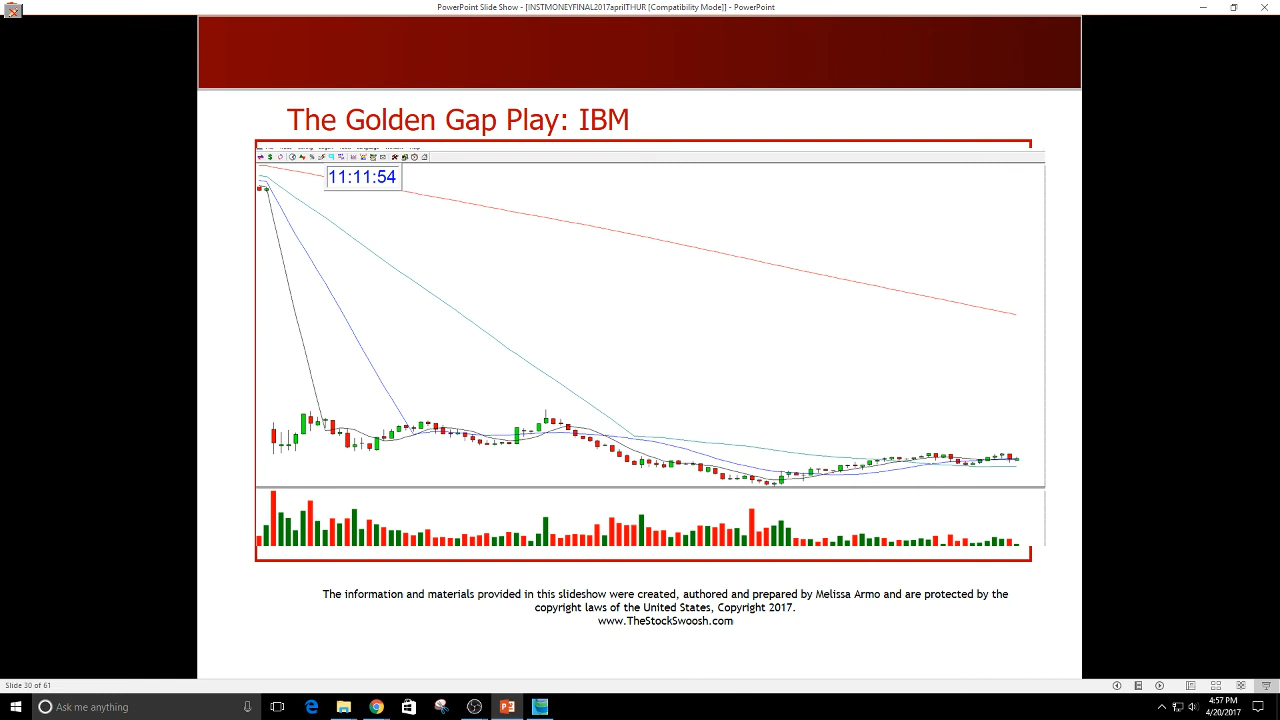 PowerPoint Slide Show - [INSTMONEYFINAL2017aprilTHUR [Compatibility Mode]] - PowerPoint
The Golden Gap Play: IBM
11:11:54
The information and materials provided in this slideshow were created, authored and prepared by Melissa Armo and are protected by the
copyright laws of the United States, Copyright 2017.
www.TheStockSwoosh.com
Slide 30 of 61
Ask me anything
4:57 PM
4/20/2017